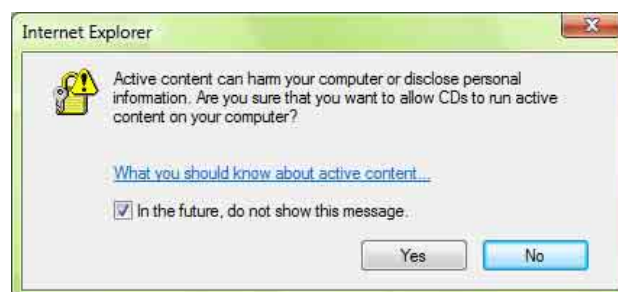 Internet Explorer
Active content can harm your computer or disclose personal
information. Are you sure that you want to allow CDs to run active
content on your computer?
What you should know about active content...
In the future, do not show this message.
Yes No